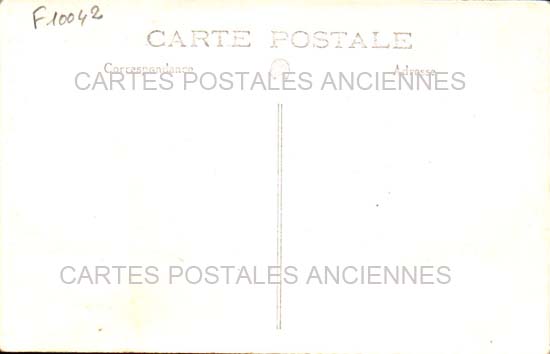 F10042
CARTE POSTALE
Correspondance
Adresse
CARTES POSTALES ANCIENNES
CARTES POSTALES ANCIENNES